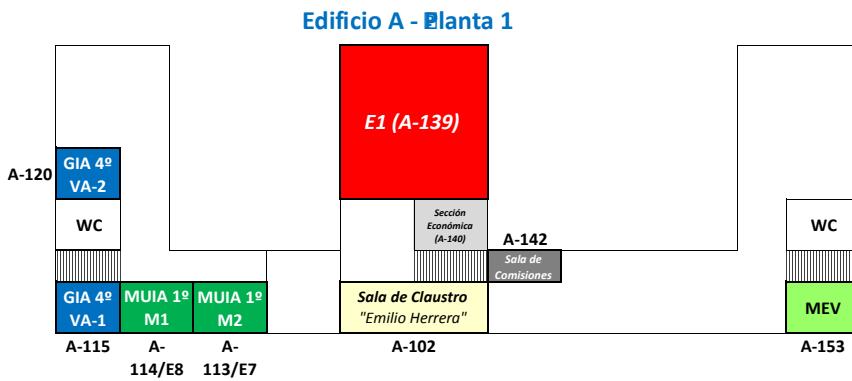 Edificio A - Planta 1
E1 (A-139)
A-120
GIA 4º
VA-2
WC
Sección
Económica
(A-140)
A-142
WC
Sala de
Comisiones
GIA 4º
VA-1
MUIA 1º
M1
MUIA 1º
M2
Sala de Claustro
"Emilio Herrera"
MEV
A-115
A-
114/E8
A-
113/E7
A-102
A-153